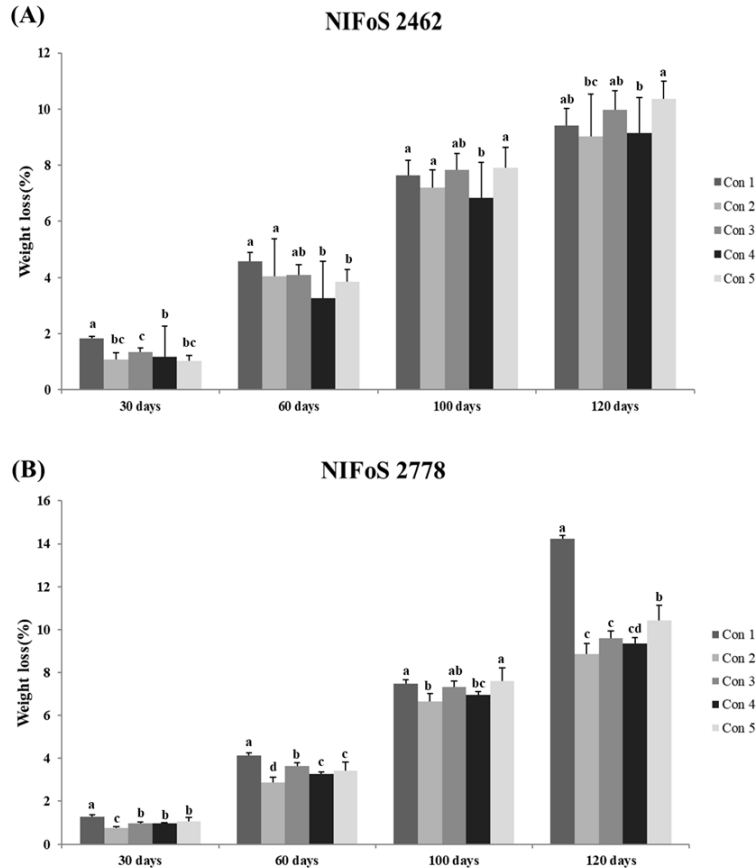 (A)
NIFoS 2462
12
10
8
6
4
2
0
Weight loss(%)
a bc c b bc
a a ab b b
a a ab b a
ab bc ab b a
30 days 60 days 100 days 120 days
Con 1
Con 2
Con 3
Con 4
Con 5
(B)
NIFoS 2778
16
14
12
10
8
6
4
2
0
Weight loss(%)
a c b b b
a d b c c
a b ab bc a
a c c cd b
30 days 60 days 100 days 120 days
Con 1
Con 2
Con 3
Con 4
Con 5